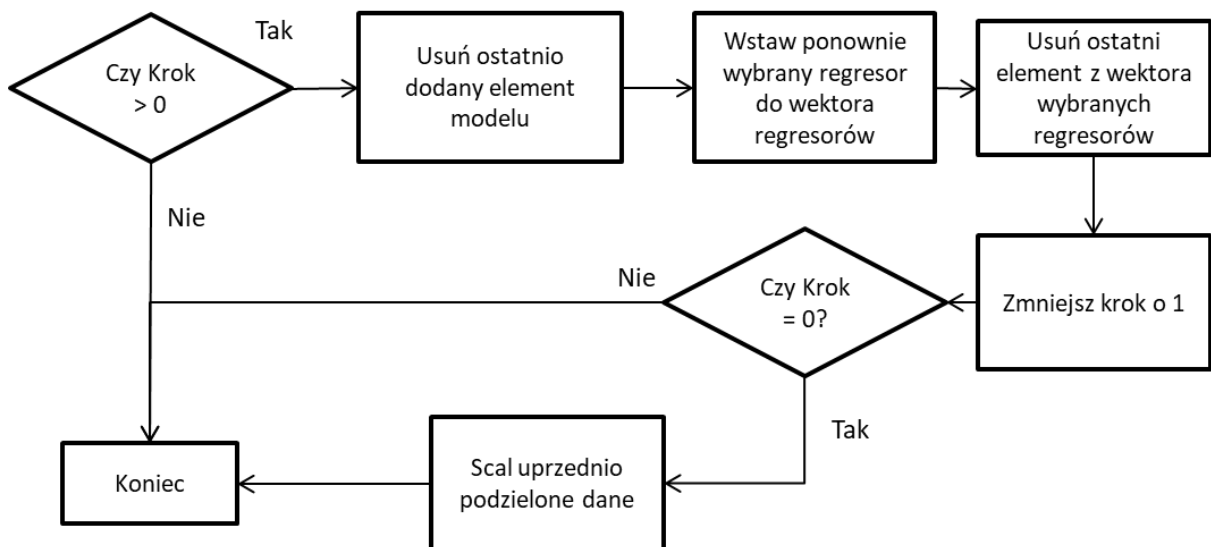 Czy Krok
> 0
Tak
Usuń ostatnio
dodany element
modelu
Wstaw ponownie
wybrany regresor
do wektora
regresorów
Usuń ostatni
element z wektora
wybranych
regresorów
Nie
Zmniejsz krok o 1
Czy Krok
= 0?
Nie
Tak
Scal uprzednio
podzielone dane
Koniec